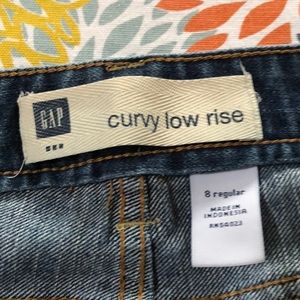 GAP
curvy low rise
8 regular
MADE IN
INDONESIA